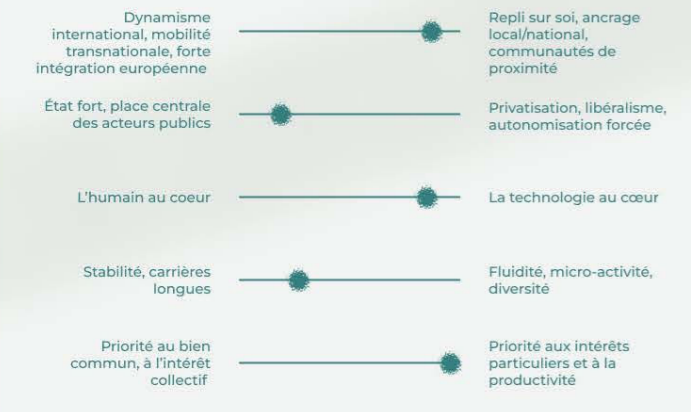 Dynamisme
international, mobilité
transnationale, forte
intégration européenne
Repli sur soi, ancrage
local/national,
communautés de
proximité
État fort, place centrale
des acteurs publics
Privatisation, libéralisme,
autonomisation forcée
L'humain au coeur
La technologie au cœur
Stabilité, carrières
longues
Fluidité, micro-activité,
diversité
Priorité au bien
commun, à l'intérêt
collectif
Priorité aux intérêts
particuliers et à la
productivité